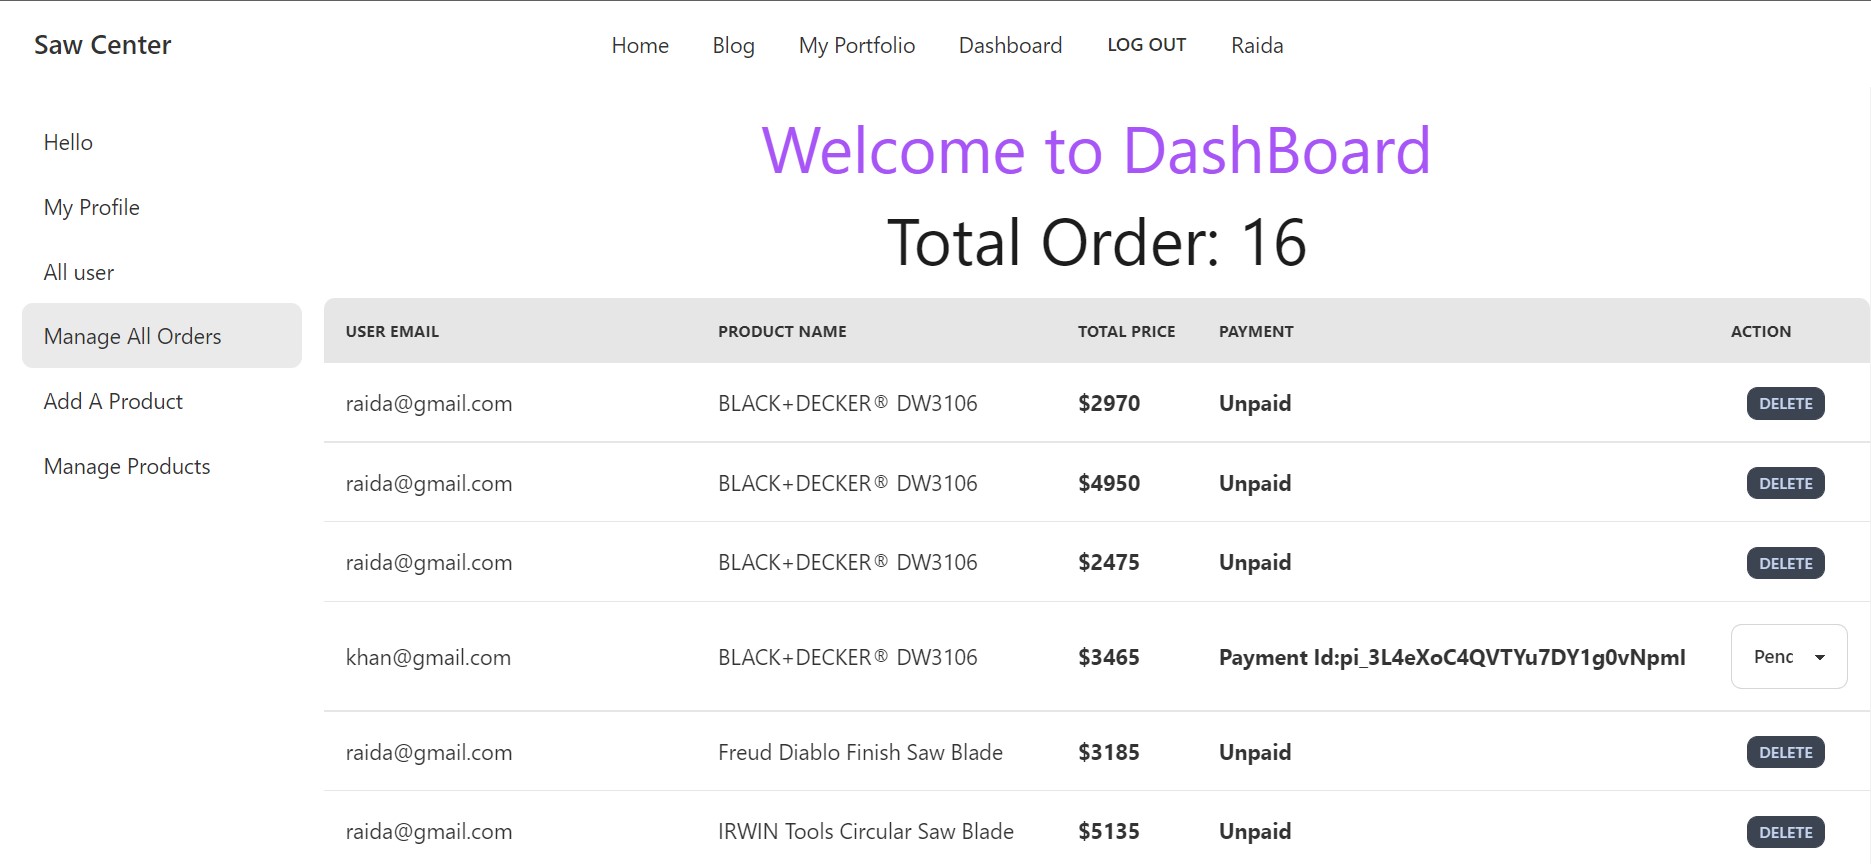 Saw Center
Home Blog My Portfolio Dashboard LOG OUT Raida
Hello
My Profile
All user
Manage All Orders
Add A Product
Manage Products
Welcome to DashBoard
Total Order: 16
USER EMAIL PRODUCT NAME TOTAL PRICE PAYMENT ACTION
raida@gmail.com BLACK+DECKER® DW3106 $2970 Unpaid DELETE
raida@gmail.com BLACK+DECKER® DW3106 $4950 Unpaid DELETE
raida@gmail.com BLACK+DECKER® DW3106 $2475 Unpaid DELETE
khan@gmail.com BLACK+DECKER® DW3106 $3465 Payment Id:pi_3L4eXoC4QVTYu7DY1g0vNpmI Penc
raida@gmail.com Freud Diablo Finish Saw Blade $3185 Unpaid DELETE
raida@gmail.com IRWIN Tools Circular Saw Blade $5135 Unpaid DELETE